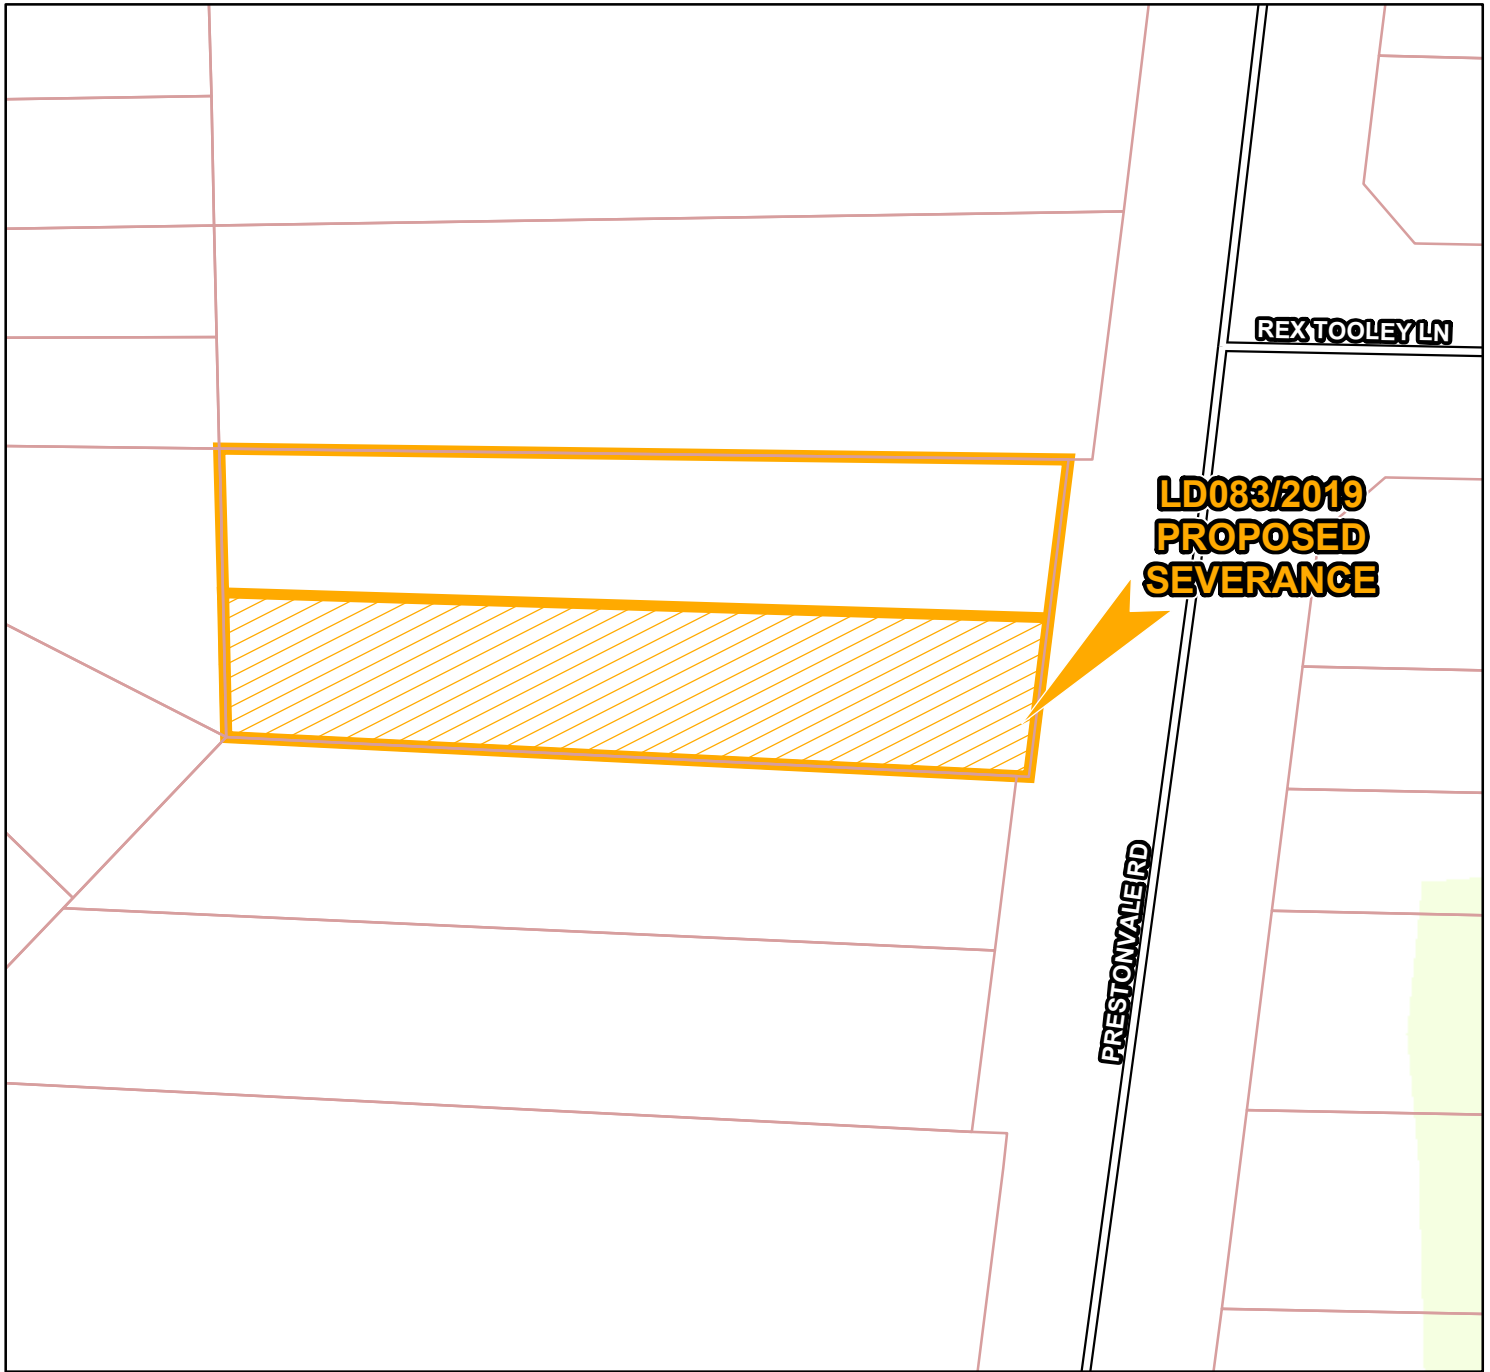 REX TOOLEY LN
LD083/2019
PROPOSED
SEVERANCE
PRESTONVALE RD